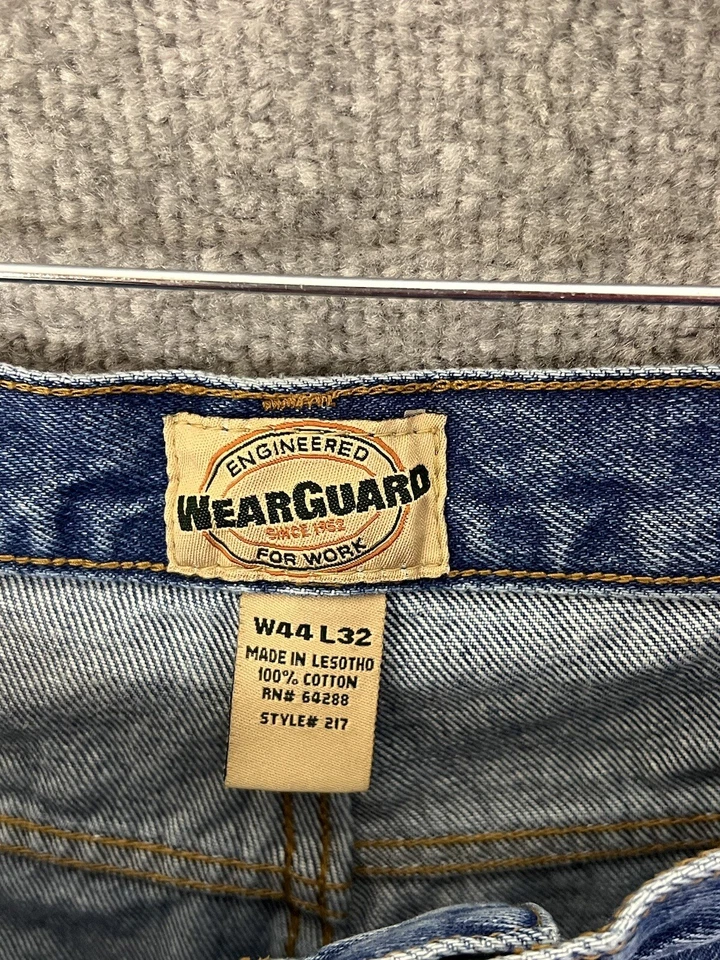 ENGINEERED
WEARGUARD
SINCE 1952
FOR WORK
W44 L32
MADE IN LESOTHO
100% COTTON
RN# 64288
STYLE# 217